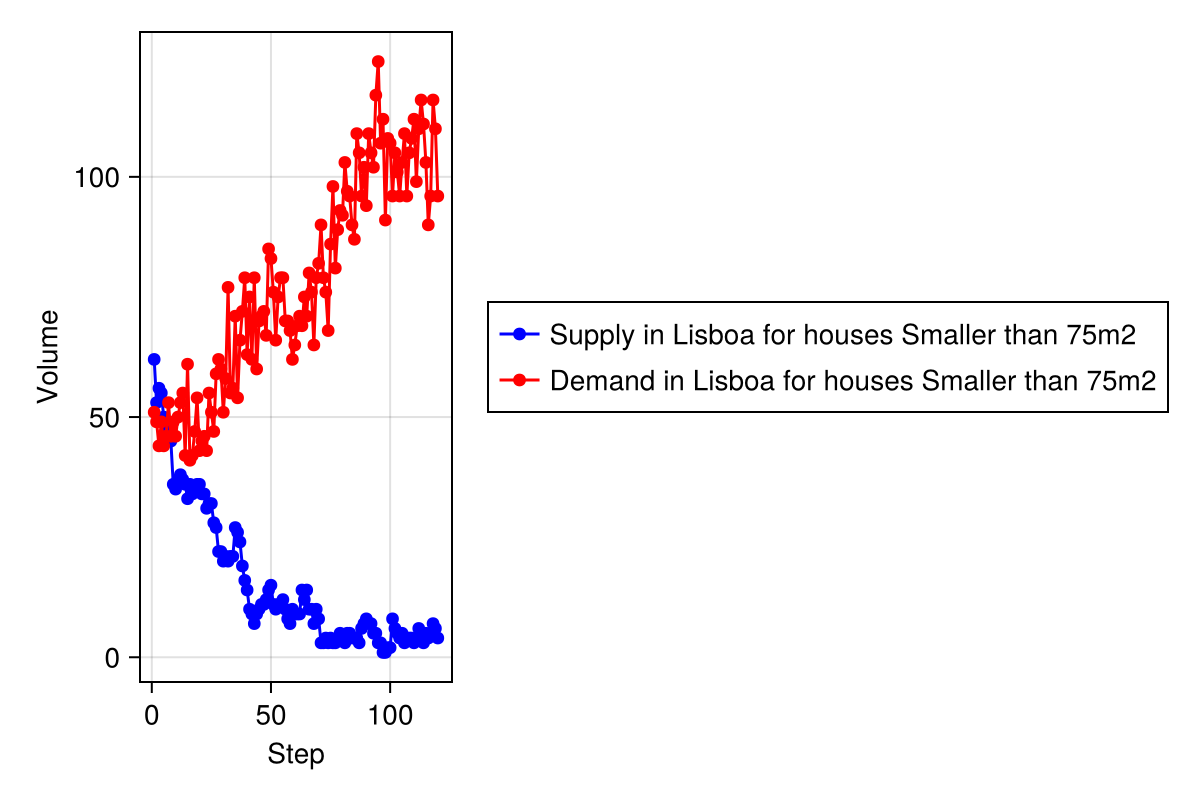 Volume
100
50
0
0
50
100
Step
Supply in Lisboa for houses Smaller than 75m2
Demand in Lisboa for houses Smaller than 75m2